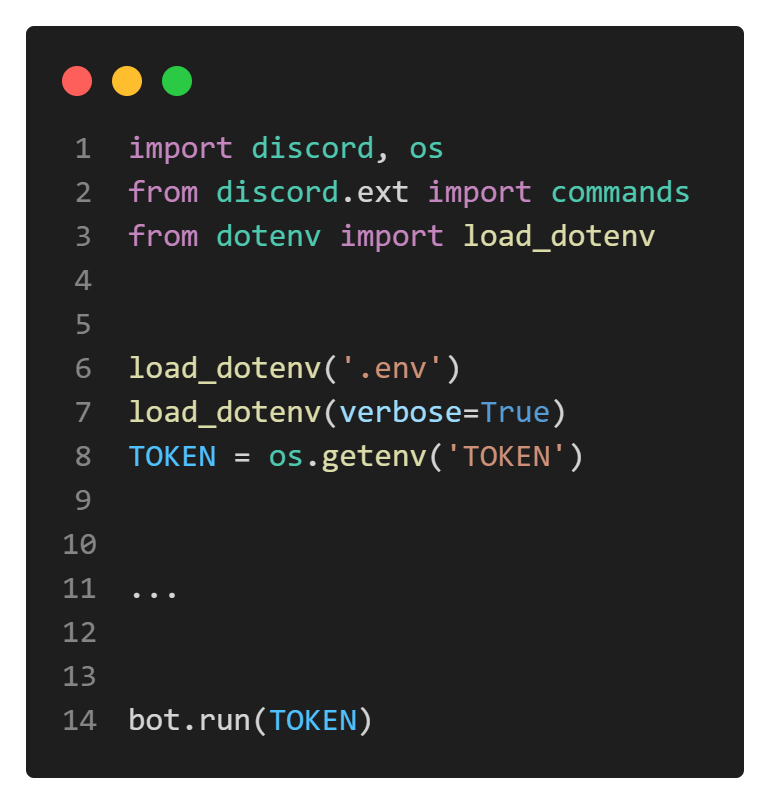 1 import discord, os
2 from discord.ext import commands
3 from dotenv import load_dotenv
4
5
6 load_dotenv('.env')
7 load_dotenv(verbose=True)
8 TOKEN = os.getenv('TOKEN')
9
10
11 ...
12
13
14 bot.run(TOKEN)